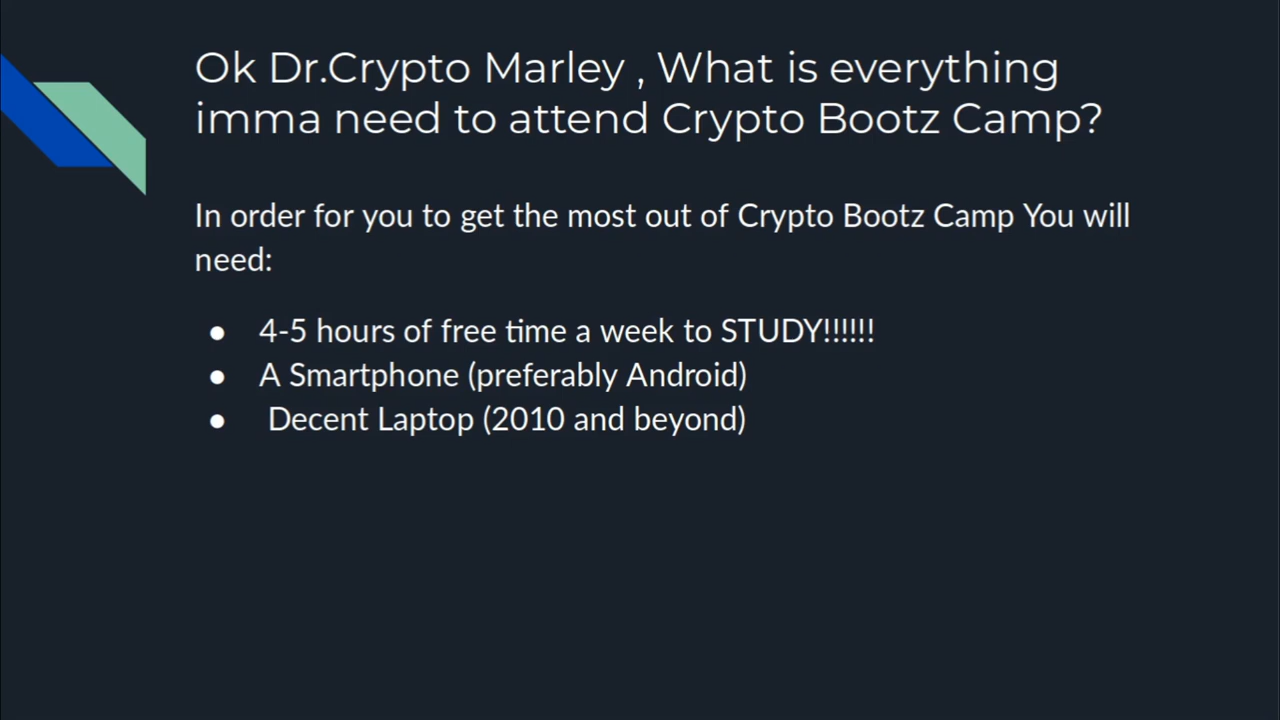 Ok Dr.Crypto Marley , What is everything
imma need to attend Crypto Bootz Camp?
In order for you to get the most out of Crypto Bootz Camp You will
need:
● 4-5 hours of free time a week to STUDY!!!!!!
● A Smartphone (preferably Android)
● Decent Laptop (2010 and beyond)